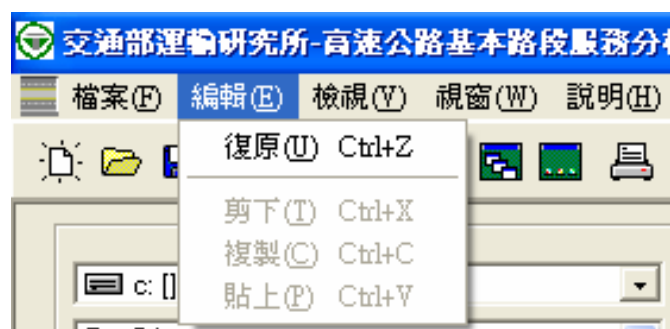 交通部運輸研究所-高速公路基本路段服務分
檔案(F) 編輯(E) 檢視(V) 視窗(W) 說明(H)
復原(U) Ctrl+Z
剪下(T) Ctrl+X
複製(C) Ctrl+C
貼上(P) Ctrl+V
c: []